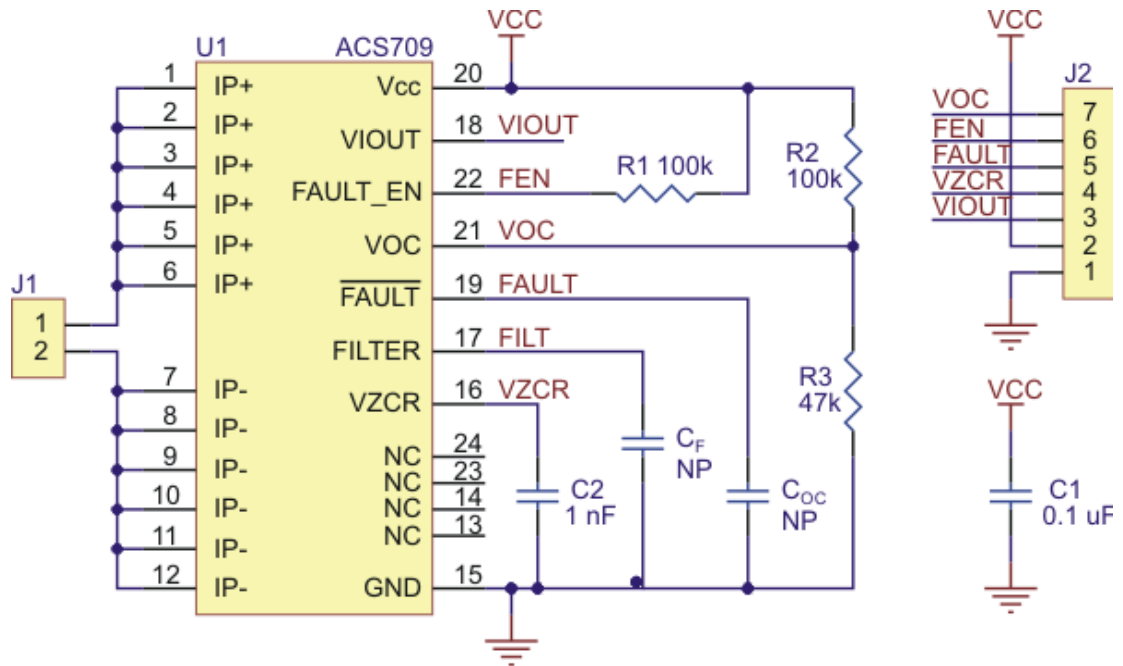 VCC
VCC
U1
ACS709
J2
1 IP+ Vcc 20
2 IP+
VIOUT 18 VIOUT
3 IP+
FAULT_EN 22 FEN
R1 100k
R2
100k
4 IP+
5 IP+ VOC 21 VOC
6 IP+
FAULT 19 FAULT
VOC 7
FEN 6
FAULT 5
VZCR 4
VIOUT 3
2
1
J1
1
2
FILTER 17 FILT
7 IP-
VZCR 16 VZCR
R3
47k
VCC
8 IP-
9 IP-
10 IP-
11 IP-
12 IP-
NC 24
NC 23
NC 14
NC 13
GND 15
C2
1 nF
CF
NP
COC
NP
C1
0.1 uF